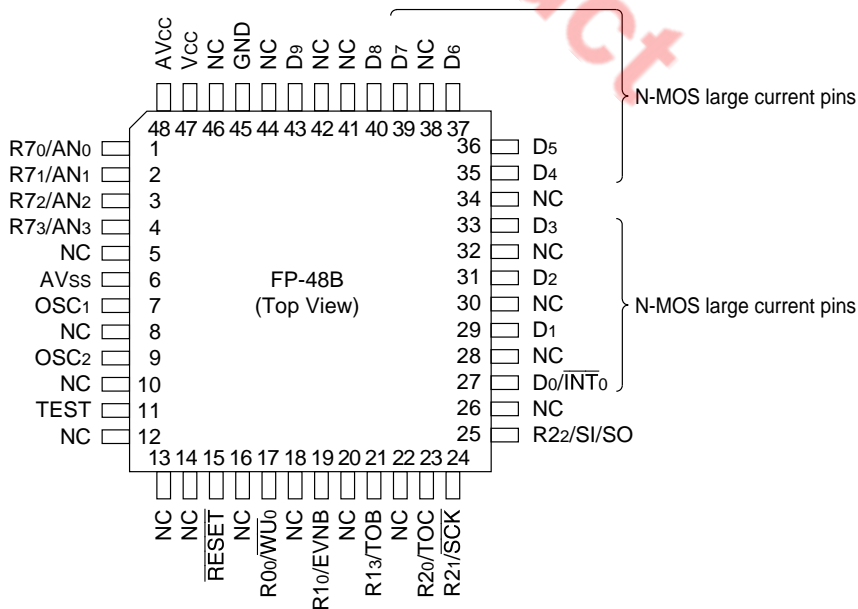 uct
AVcc Vcc NC GND NC D9 NC NC D8 D7 NC D6
48 47 46 45 44 43 42 41 40 39 38 37
N-MOS large current pins
R70/AN0 1
R71/AN1 2
R72/AN2 3
R73/AN3 4
NC 5
AVss 6
OSC1 7
NC 8
OSC2 9
NC 10
TEST 11
NC 12
FP-48B
(Top View)
36 D5
35 D4
34 NC
33 D3
32 NC
31 D2
30 NC
29 D1
28 NC
27 D0/INT0
26 NC
25 R22/SI/SO
N-MOS large current pins
13 14 15 16 17 18 19 20 21 22 23 24
NC NC RESET NC R00/WU0 NC R10/EVNB NC R13/TOB NC R20/TOC R21/SCK